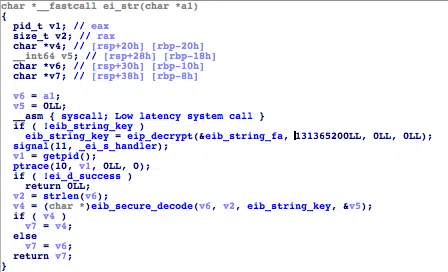 char *__fastcall ei_str(char *a1)
{
pid_t v1; // eax
size_t v2; // rax
char *v4; // [rsp+20h] [rbp-20h]
__int64 v5; // [rsp+28h] [rbp-18h]
char *v6; // [rsp+30h] [rbp-10h]
char *v7; // [rsp+38h] [rbp-8h]
v6 = a1;
v5 = 0LL;
__asm { syscall; Low latency system call }
if ( !eib_string_key )
eib_string_key = eip_decrypt(&eib_string_fa, 131365200LL, 0LL, 0LL);
signal(11, _ei_s_handler);
v1 = getpid();
ptrace(10, v1, 0LL, 0);
if ( !ei_d_success )
return 0LL;
v2 = strlen(v6);
v4 = (char *)eib_secure_decode(v6, v2, eib_string_key, &v5);
if ( v4 )
v7 = v4;
else
v7 = v6;
return v7;
}